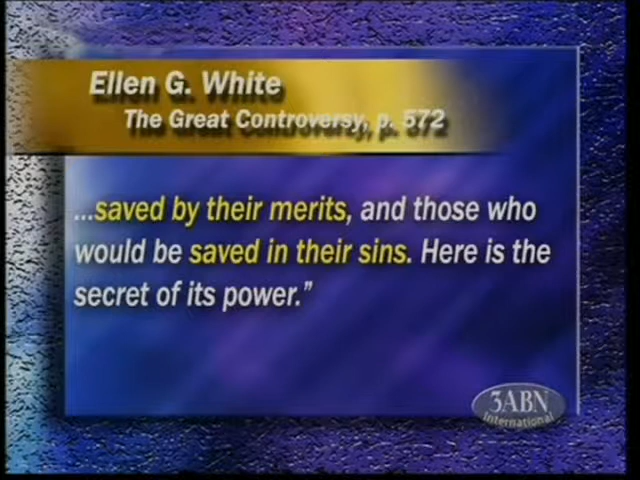 Ellen G. White
The Great Controversy, p. 572
...saved by their merits, and those who
would be saved in their sins. Here is the
secret of its power.”
3ABN
International